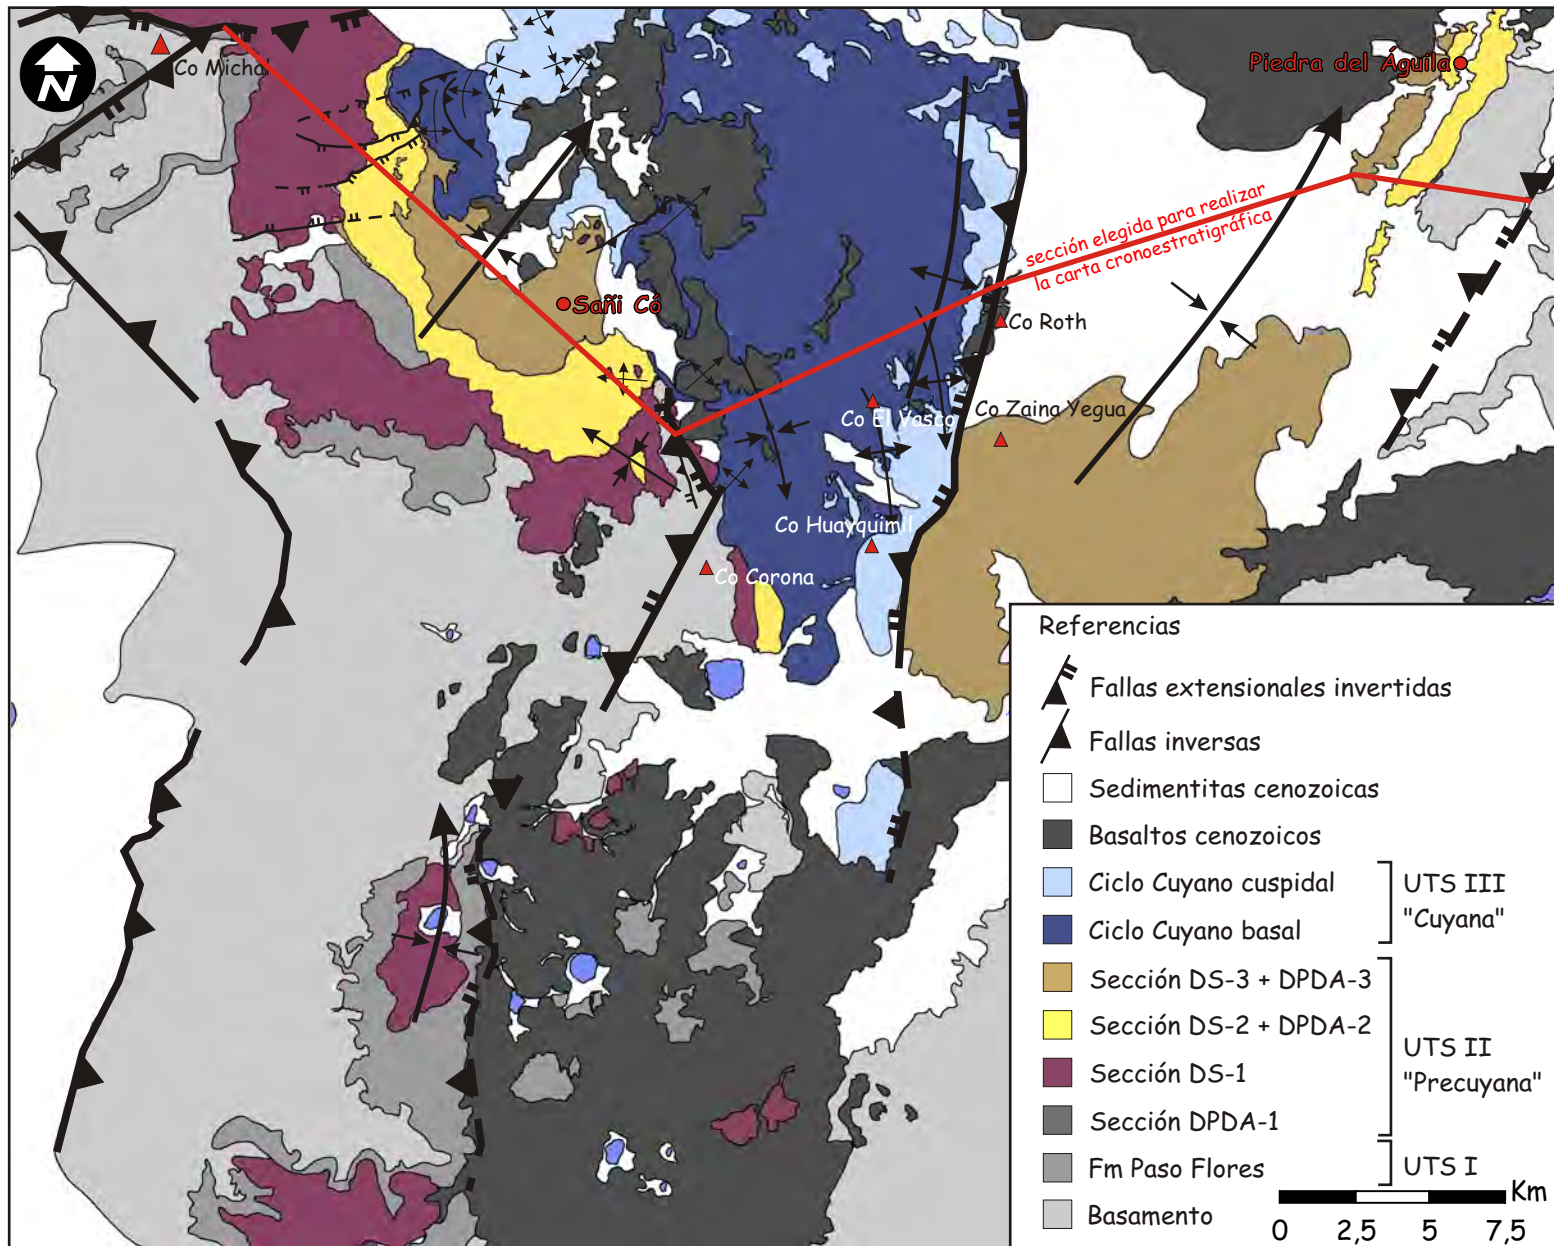 N
Co Michal
Piedra del Águila
sección elegida para realizar
la carta cronoestratigráfica
Sañi Có
Co Roth
Co El Vasco
Co Zaina Yegua
Co Huayquimil
Co Corona
Referencias
Fallas extensionales invertidas
Fallas inversas
Sedimentitas cenozoicas
Basaltos cenozoicos
Ciclo Cuyano cuspidal
Ciclo Cuyano basal
UTS III
"Cuyana"
Sección DS-3 + DPDA-3
Sección DS-2 + DPDA-2
Sección DS-1
Sección DPDA-1
UTS II
"Precuyana"
Fm Paso Flores
UTS I
Basamento
Km
0 2,5 5 7,5